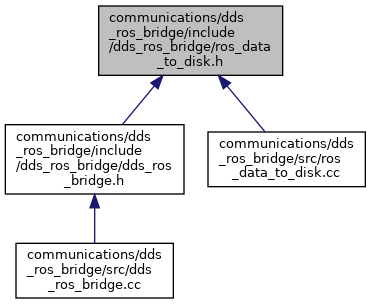 communications/dds
_ros_bridge/include
/dds_ros_bridge/ros_data
_to_disk.h
communications/dds
_ros_bridge/include
/dds_ros_bridge/dds_ros
_bridge.h
communications/dds
_ros_bridge/src/ros
_data_to_disk.cc
communications/dds
_ros_bridge/src/dds
_ros_bridge.cc